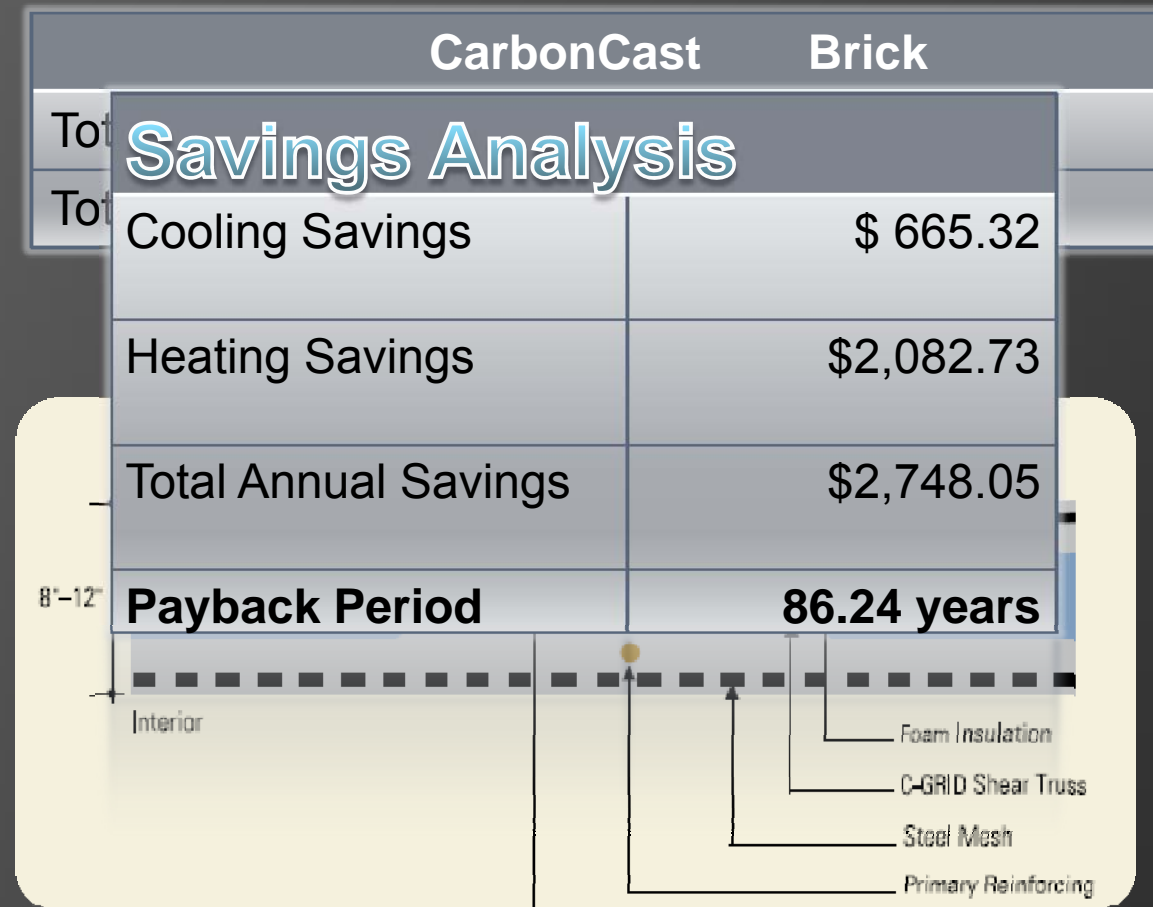 CarbonCast Brick
Tot
Tot
Savings Analysis
Cooling Savings $ 665.32
Heating Savings $2,082.73
Total Annual Savings $2,748.05
Payback Period 86.24 years
8"–12"
Interior
Foam Insulation
C-GRID Shear Truss
Steel Mesh
Primary Reinforcing